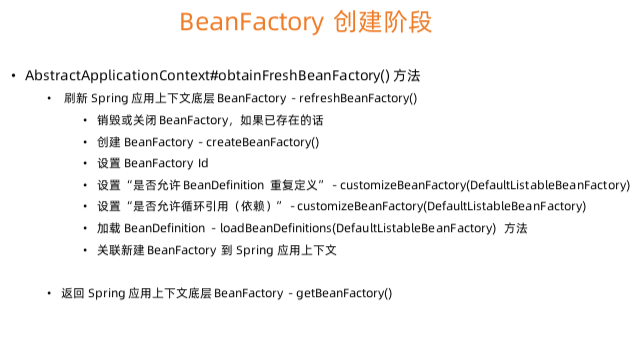 BeanFactory 创建阶段
• AbstractApplicationContext#obtainFreshBeanFactory() 方法
• 刷新 Spring 应用上下文底层 BeanFactory - refreshBeanFactory()
• 销毁或关闭 BeanFactory，如果已存在的话
• 创建 BeanFactory - createBeanFactory()
• 设置 BeanFactory Id
• 设置“是否允许 BeanDefinition 重复定义” - customizeBeanFactory(DefaultListableBeanFactory)
• 设置“是否允许循环引用（依赖）” - customizeBeanFactory(DefaultListableBeanFactory)
• 加载 BeanDefinition - loadBeanDefinitions(DefaultListableBeanFactory) 方法
• 关联新建 BeanFactory 到 Spring 应用上下文
• 返回 Spring 应用上下文底层 BeanFactory - getBeanFactory()